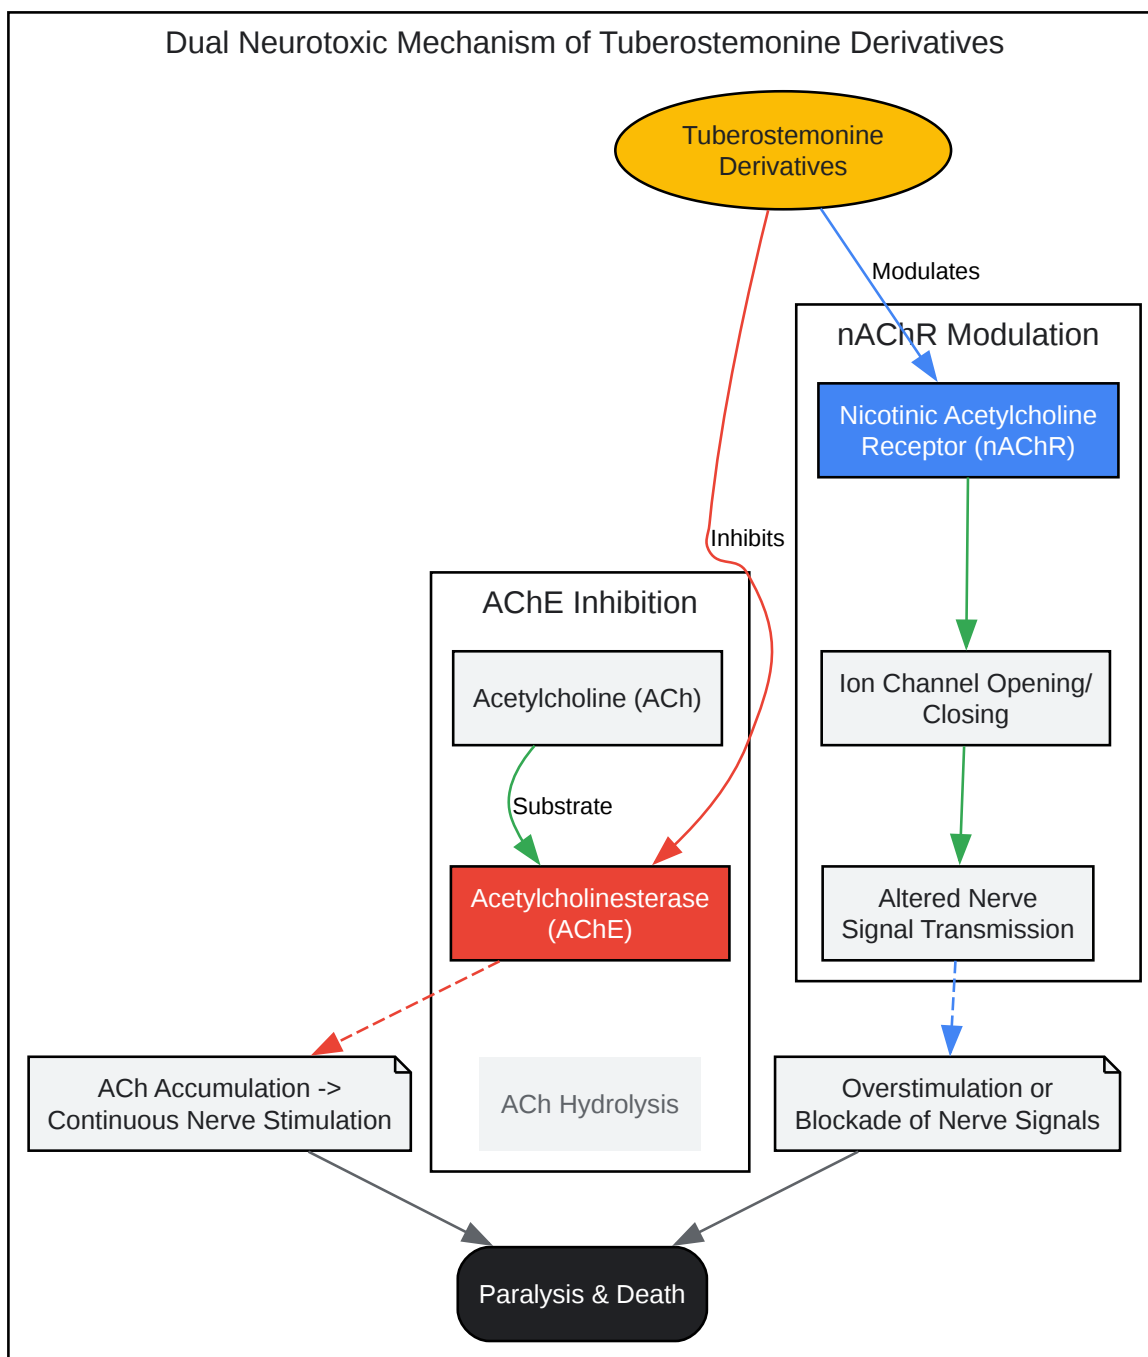 Dual Neurotoxic Mechanism of Tuberostemonine Derivatives
Tuberostemonine
Derivatives
Modulates
nAChR Modulation
Nicotinic Acetylcholine
Receptor (nAChR)
Inhibits
AChE Inhibition
Acetylcholine (ACh)
Ion Channel Opening/
Closing
Substrate
Acetylcholinesterase
(AChE)
Altered Nerve
Signal Transmission
ACh Accumulation ->
Continuous Nerve Stimulation
ACh Hydrolysis
Overstimulation or
Blockade of Nerve Signals
Paralysis & Death